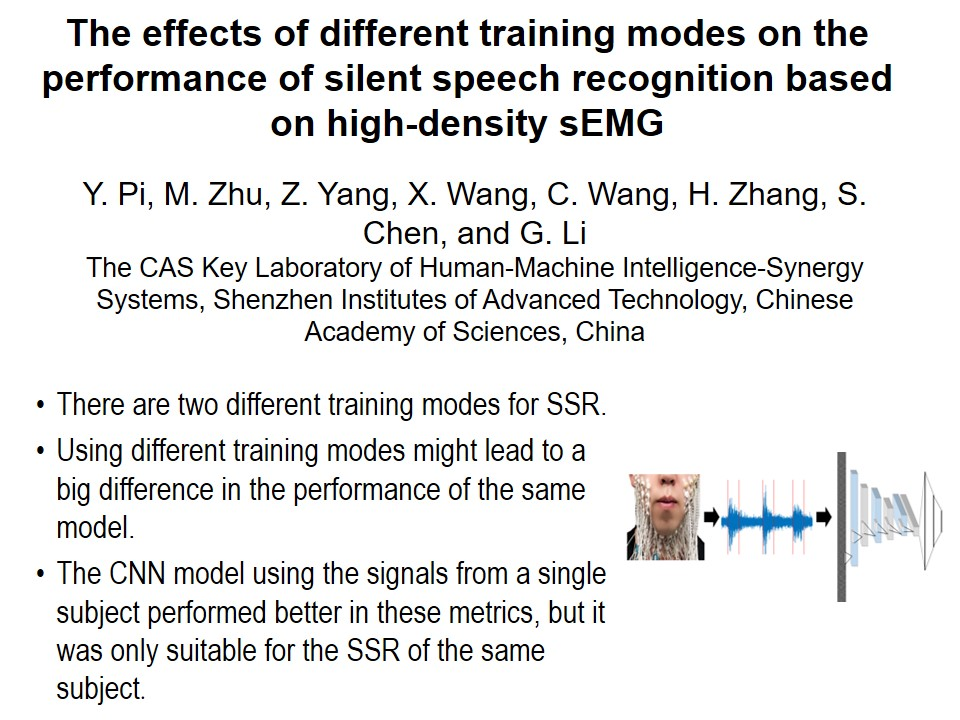 The effects of different training modes on the
performance of silent speech recognition based
on high-density sEMG
Y. Pi, M. Zhu, Z. Yang, X. Wang, C. Wang, H. Zhang, S.
Chen, and G. Li
The CAS Key Laboratory of Human-Machine Intelligence-Synergy
Systems, Shenzhen Institutes of Advanced Technology, Chinese
Academy of Sciences, China
• There are two different training modes for SSR.
• Using different training modes might lead to a
big difference in the performance of the same
model.
• The CNN model using the signals from a single
subject performed better in these metrics, but it
was only suitable for the SSR of the same
subject.